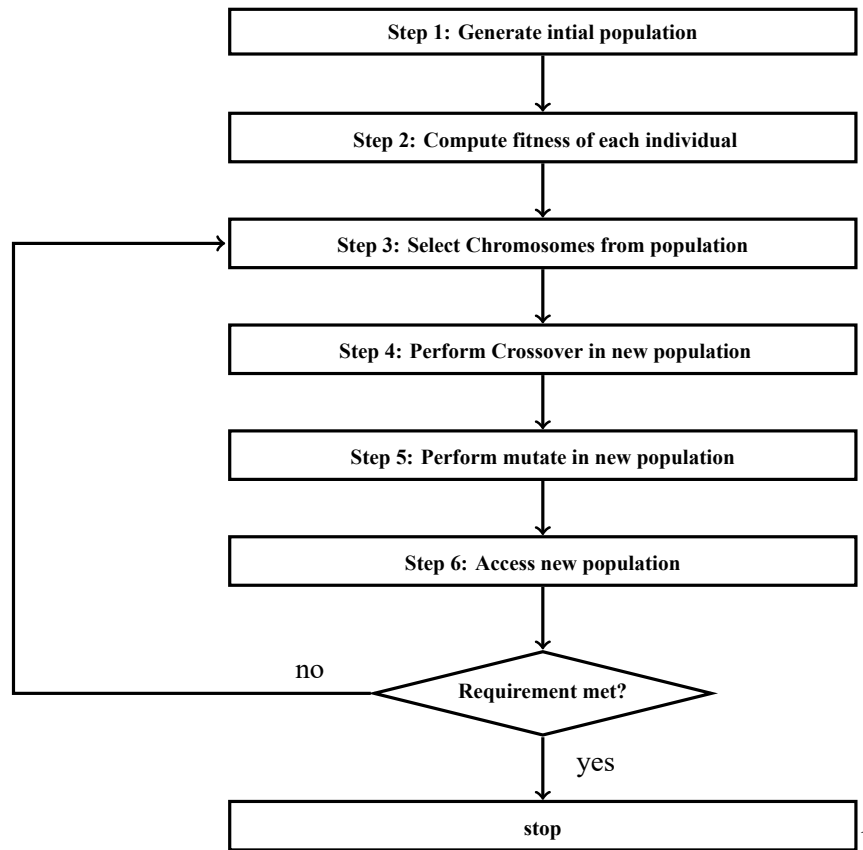 Step 1: Generate intial population
Step 2: Compute fitness of each individual
Step 3: Select Chromosomes from population
Step 4: Perform Crossover in new population
Step 5: Perform mutate in new population
Step 6: Access new population
no
Requirement met?
yes
stop